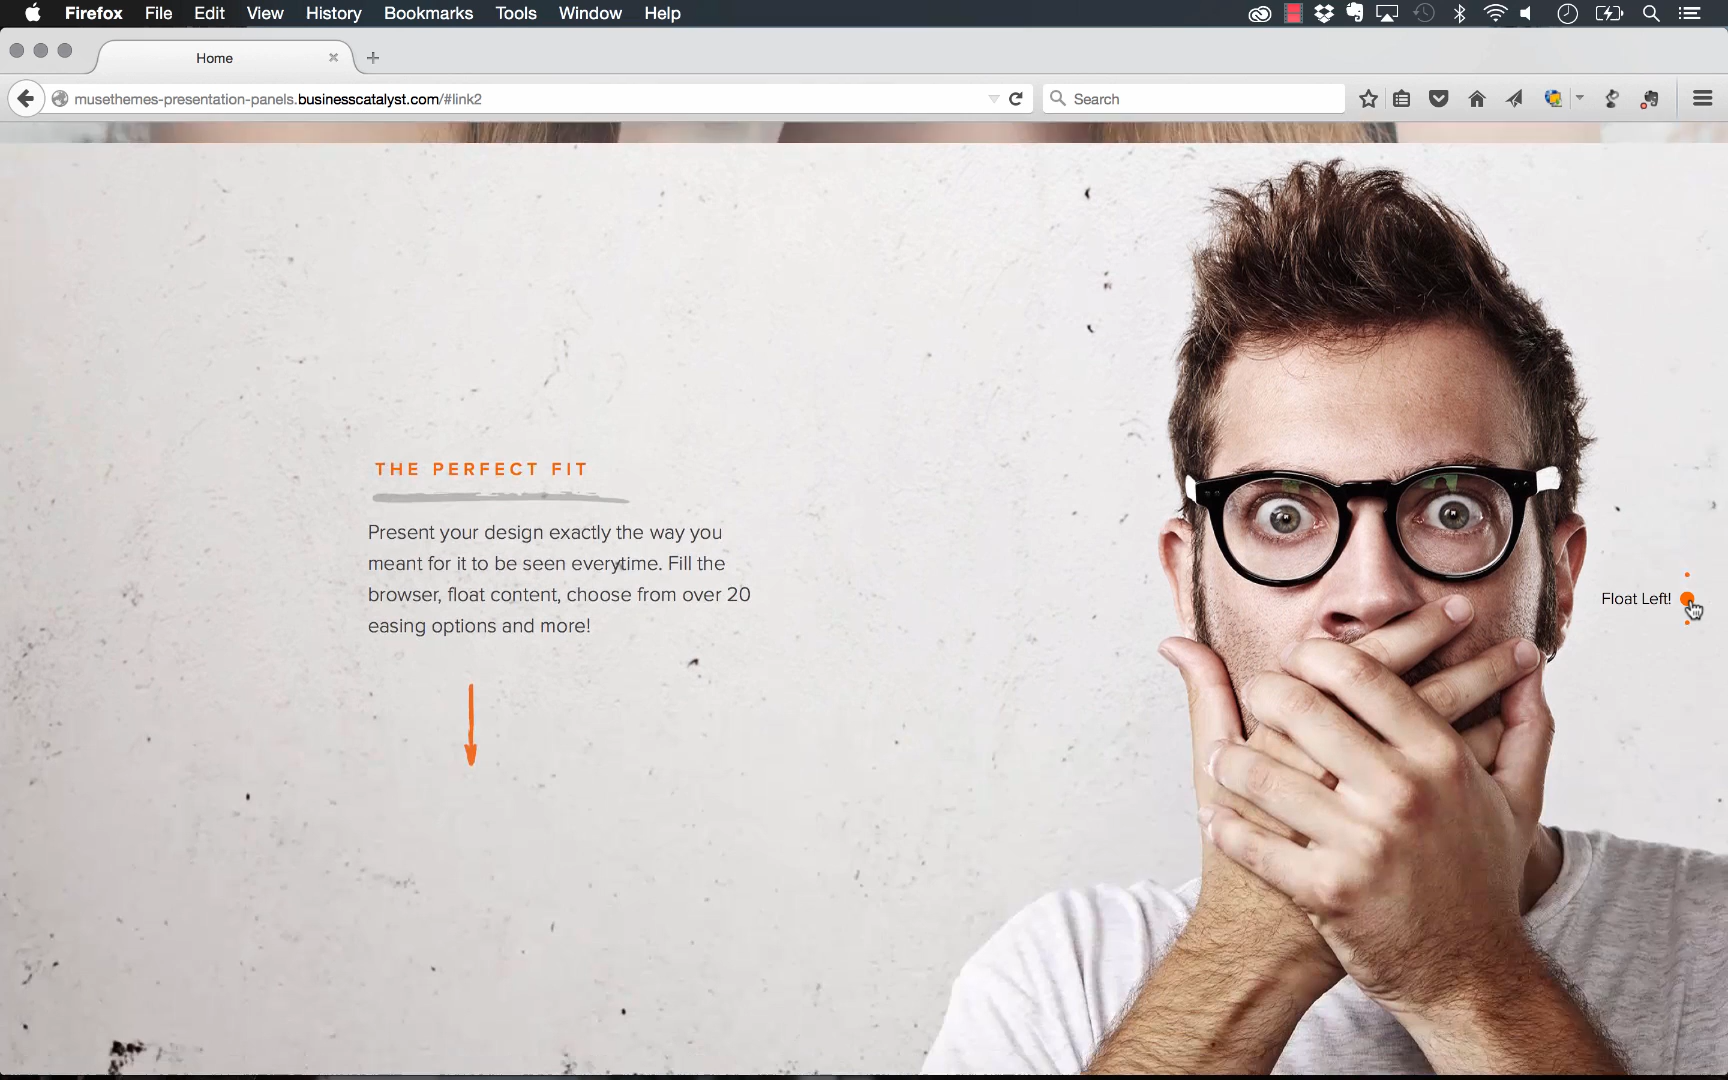 Firefox File Edit View History Bookmarks Tools Window Help
Home
musethemes-presentation-panels.businesscatalyst.com/#link2
Search
THE PERFECT FIT
Present your design exactly the way you
meant for it to be seen everytime. Fill the
browser, float content, choose from over 20
easing options and more!
Float Left!